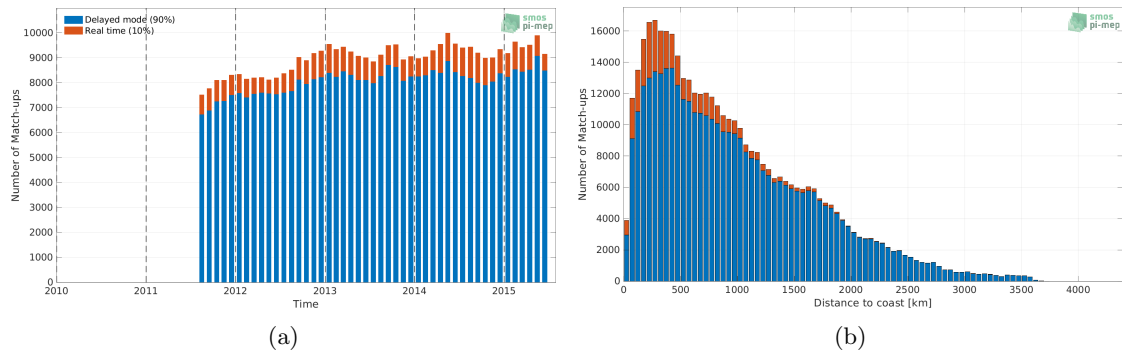 Delayed mode (90%)
Real time (10%)
smos
pi-mep
Number of Match-ups
10000
9000
8000
7000
6000
5000
4000
3000
2000
1000
0
2010
2011
2012
2013
2014
2015
Time
(a)
smos
pi-mep
Number of Match-ups
16000
14000
12000
10000
8000
6000
4000
2000
0
0
500
1000
1500
2000
2500
3000
3500
4000
Distance to coast [km]
(b)